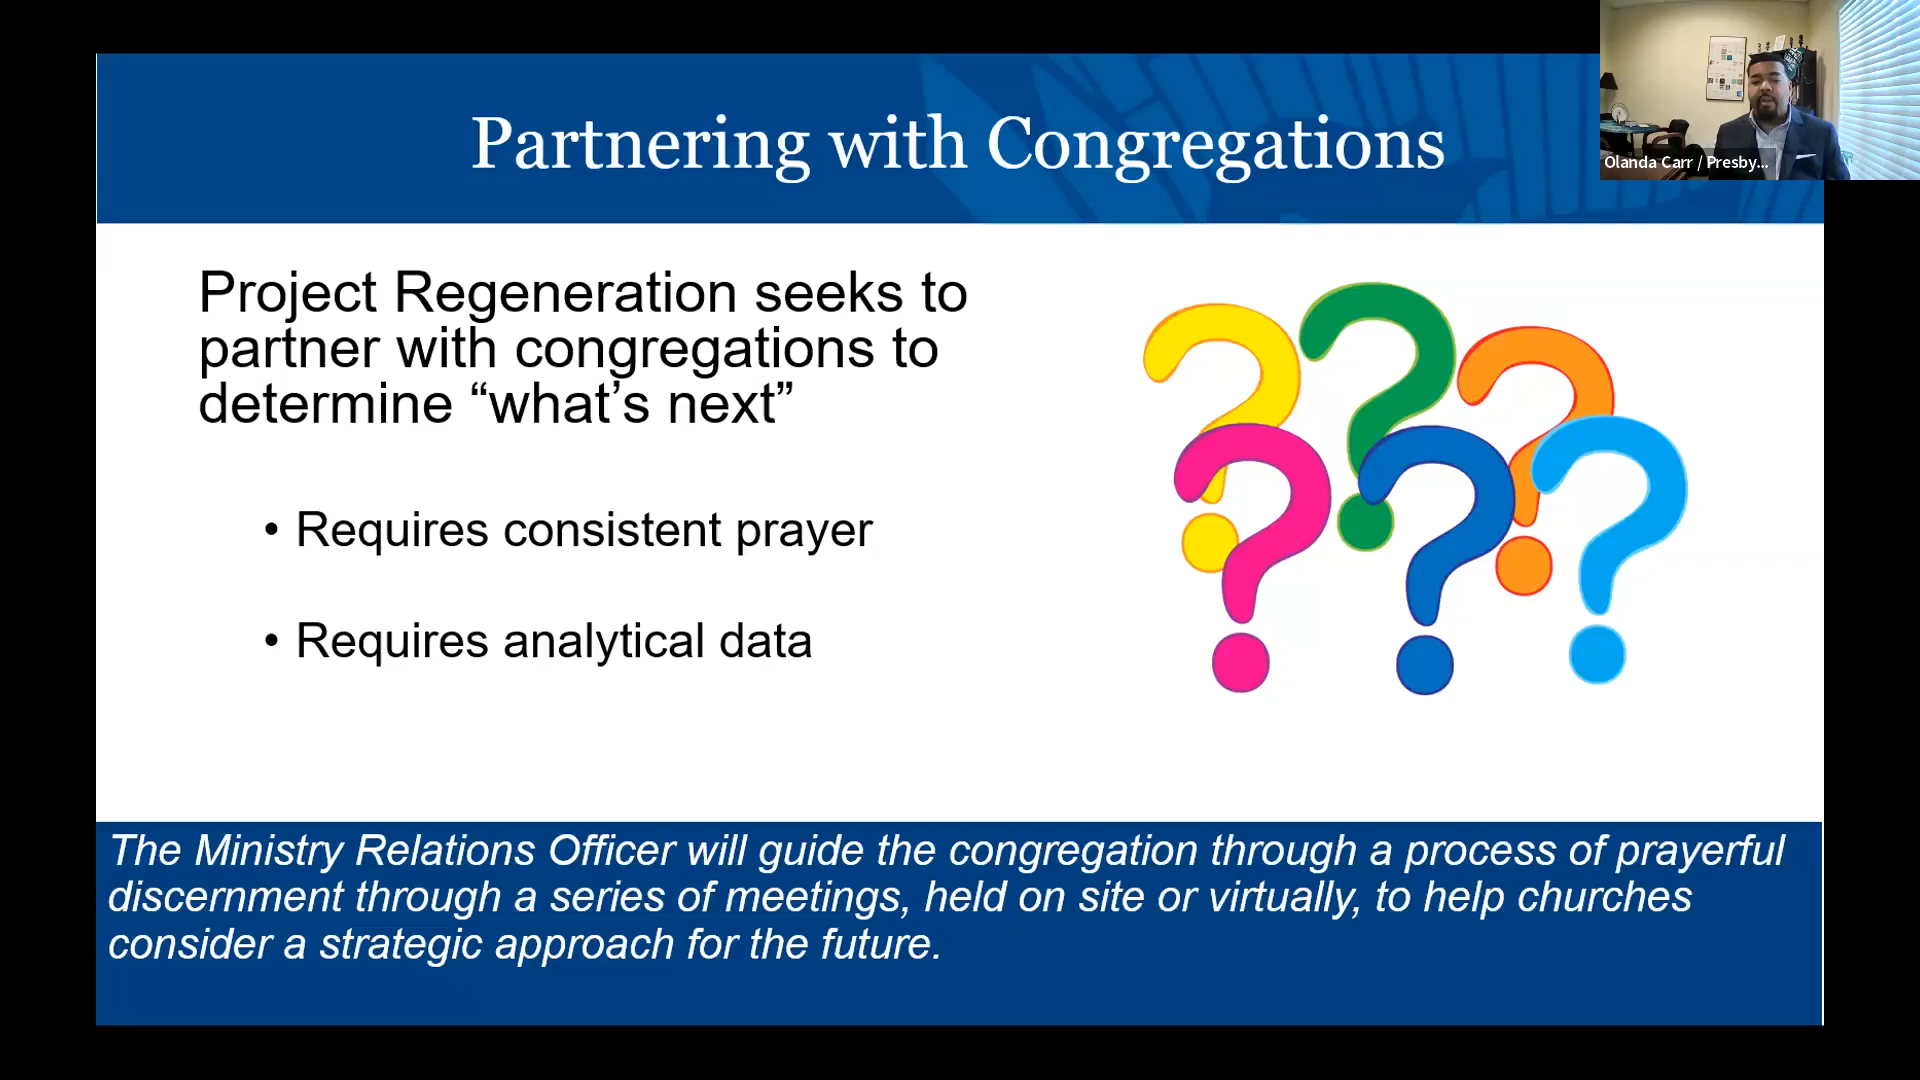 Partnering with Congregations
Olanda Carr / Presby...
Project Regeneration seeks to
partner with congregations to
determine “what’s next”
• Requires consistent prayer
• Requires analytical data
The Ministry Relations Officer will guide the congregation through a process of prayerful
discernment through a series of meetings, held on site or virtually, to help churches
consider a strategic approach for the future.